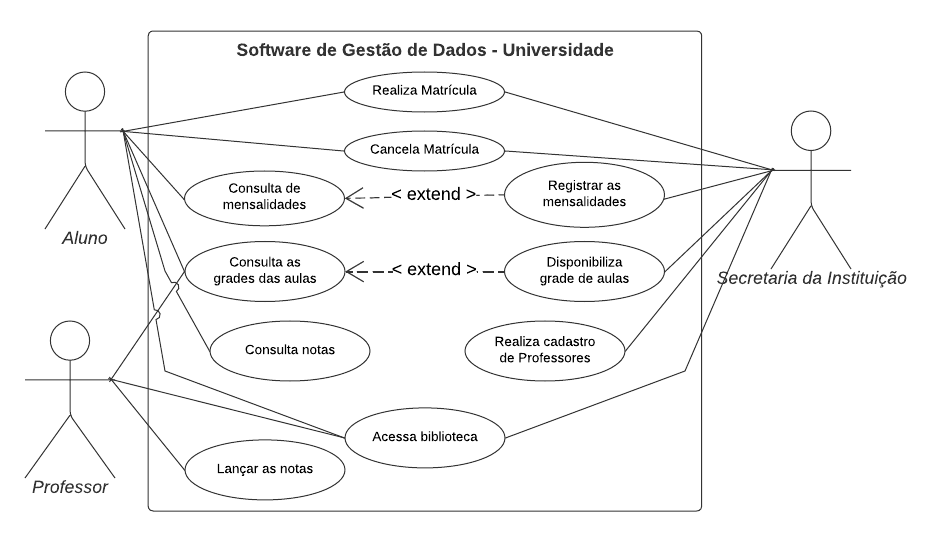 Software de Gestão de Dados - Universidade
Realiza Matrícula
Cancela Matrícula
Consulta de
mensalidades
< extend >
Registrar as
mensalidades
Aluno
Consulta as
grades das aulas
< extend >
Disponibiliza
grade de aulas
Secretaria da Instituição
Consulta notas
Realiza cadastro
de Professores
Acessa biblioteca
Lançar as notas
Professor